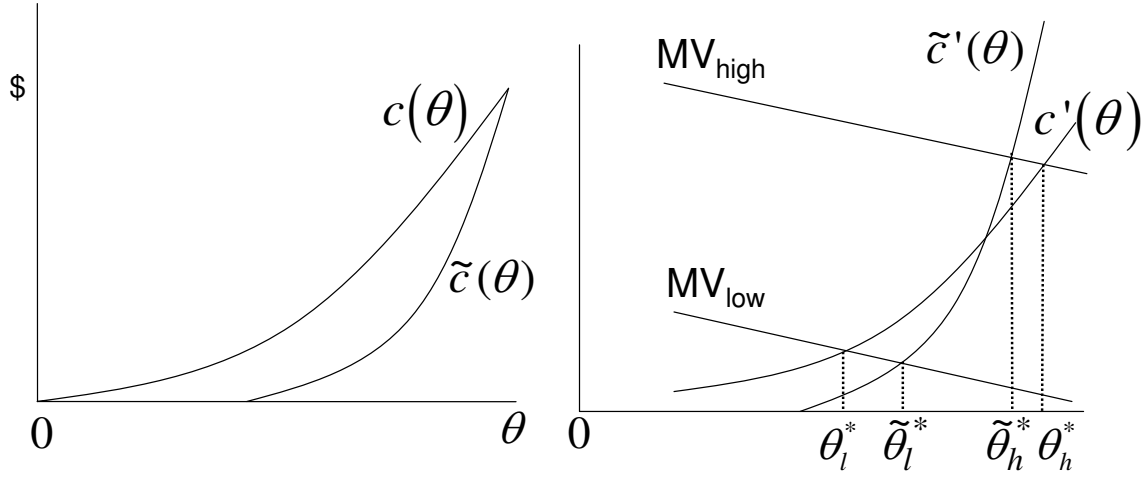 $
c(θ)
c̃(θ)
0
θ
MV_high
c̃'(θ)
c'(θ)
MV_low
0
θ_l^*
θ̃_l^*
θ̃_h^*
θ_h^*